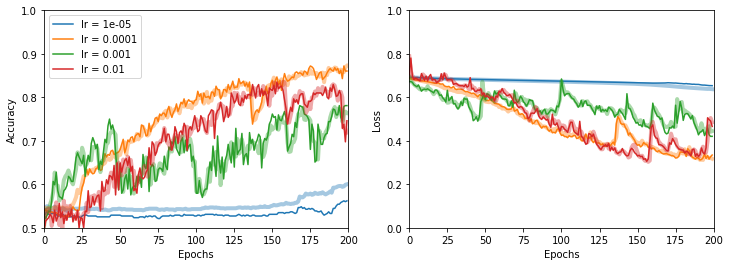 1.0
0.9
0.8
0.7
0.6
0.5
Accuracy
lr = 1e-05
lr = 0.0001
lr = 0.001
lr = 0.01
0 25 50 75 100 125 150 175 200
Epochs
1.0
0.8
0.6
0.4
0.2
0.0
Loss
0 25 50 75 100 125 150 175 200
Epochs